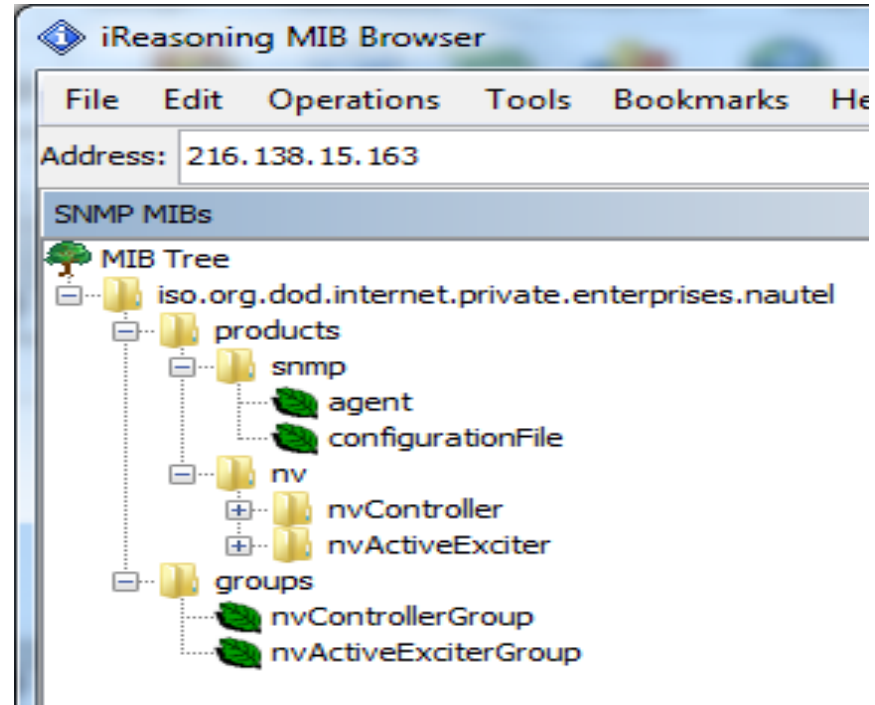 iReasoning MIB Browser
File Edit Operations Tools Bookmarks He
Address: 216.138.15.163
SNMP MIBs
MIB Tree
iso.org.dod.internet.private.enterprises.nautel
products
snmp
agent
configurationFile
nv
nvController
nvActiveExciter
groups
nvControllerGroup
nvActiveExciterGroup